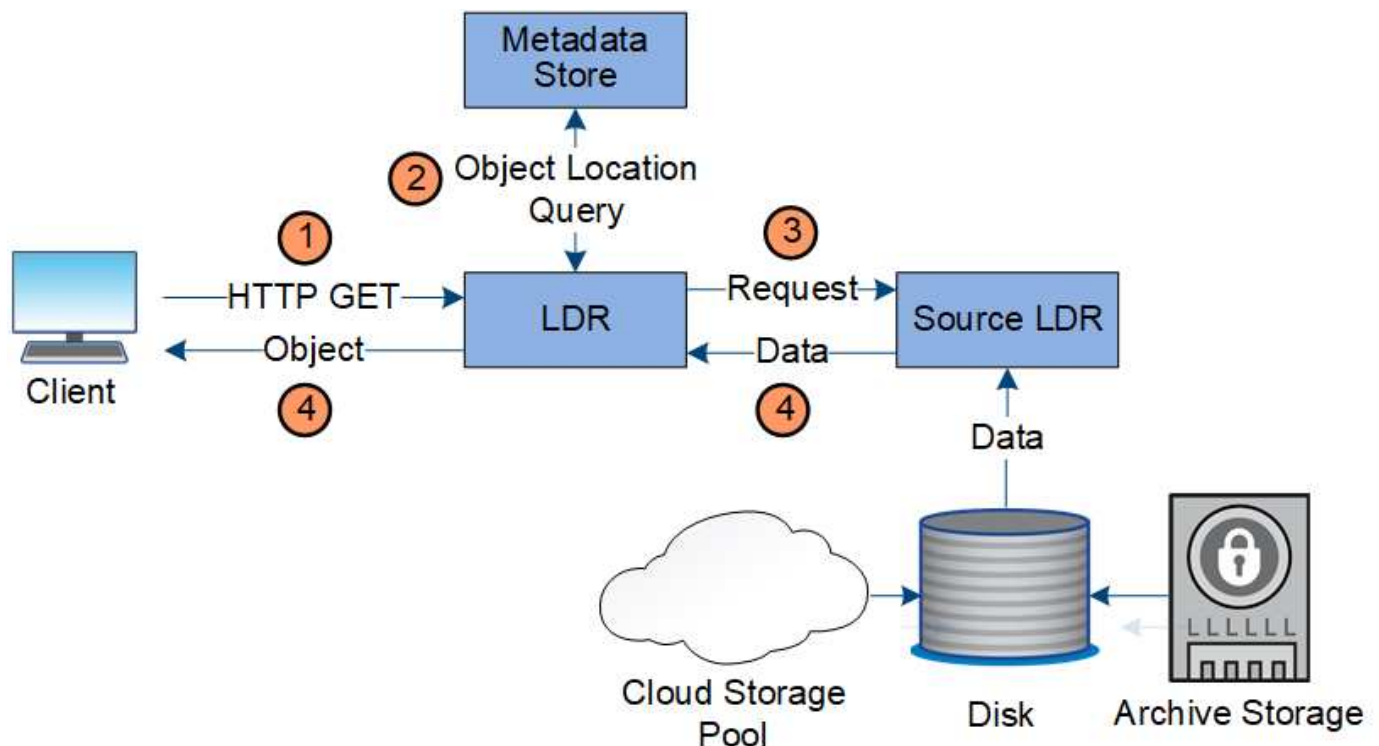 Metadata
Store
2
Object Location
Query
1
3
HTTP GET
Request
LDR
Source LDR
Object
Data
Client
4
4
Data
LLLLLL
Cloud Storage
Pool
Disk
Archive Storage